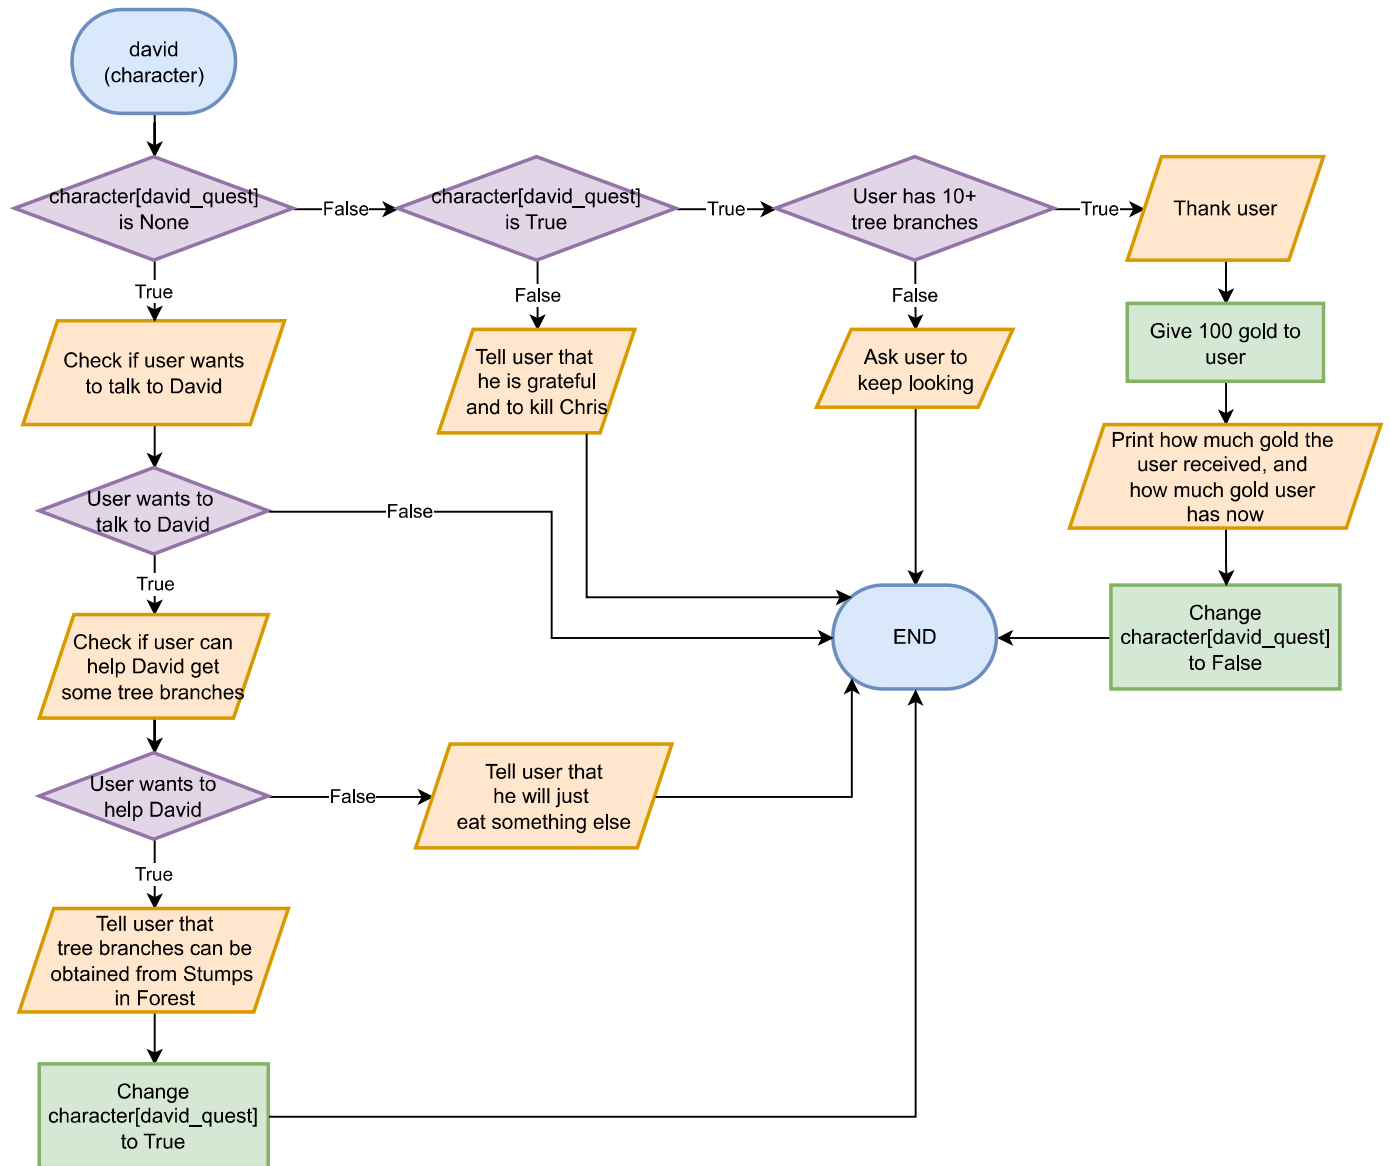 david
(character)
character[david_quest]
is None
False
character[david_quest]
is True
True
User has 10+
tree branches
True
Thank user
True
False
False
Give 100 gold to
user
Check if user wants
to talk to David
Tell user that
he is grateful
and to kill Chris
Ask user to
keep looking
Print how much gold the
user received, and
how much gold user
has now
User wants to
talk to David
False
True
Change
character[david_quest]
to False
END
Check if user can
help David get
some tree branches
User wants to
help David
False
Tell user that
he will just
eat something else
True
Tell user that
tree branches can be
obtained from Stumps
in Forest
Change
character[david_quest]
to True